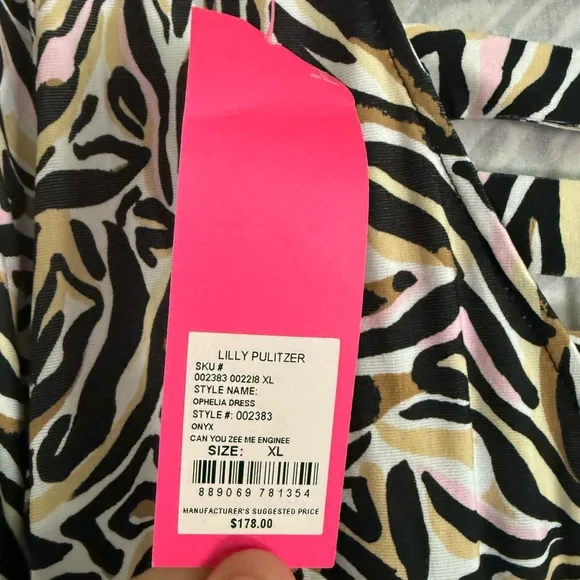 LILLY PULITZER
SKU #
002383 0022I8 XL
STYLE NAME:
OPHELIA DRESS
STYLE #: 002383
ONYX
CAN YOU ZEE ME ENGINEE
SIZE: XL
889069 781354
MANUFACTURER'S SUGGESTED PRICE
$178.00